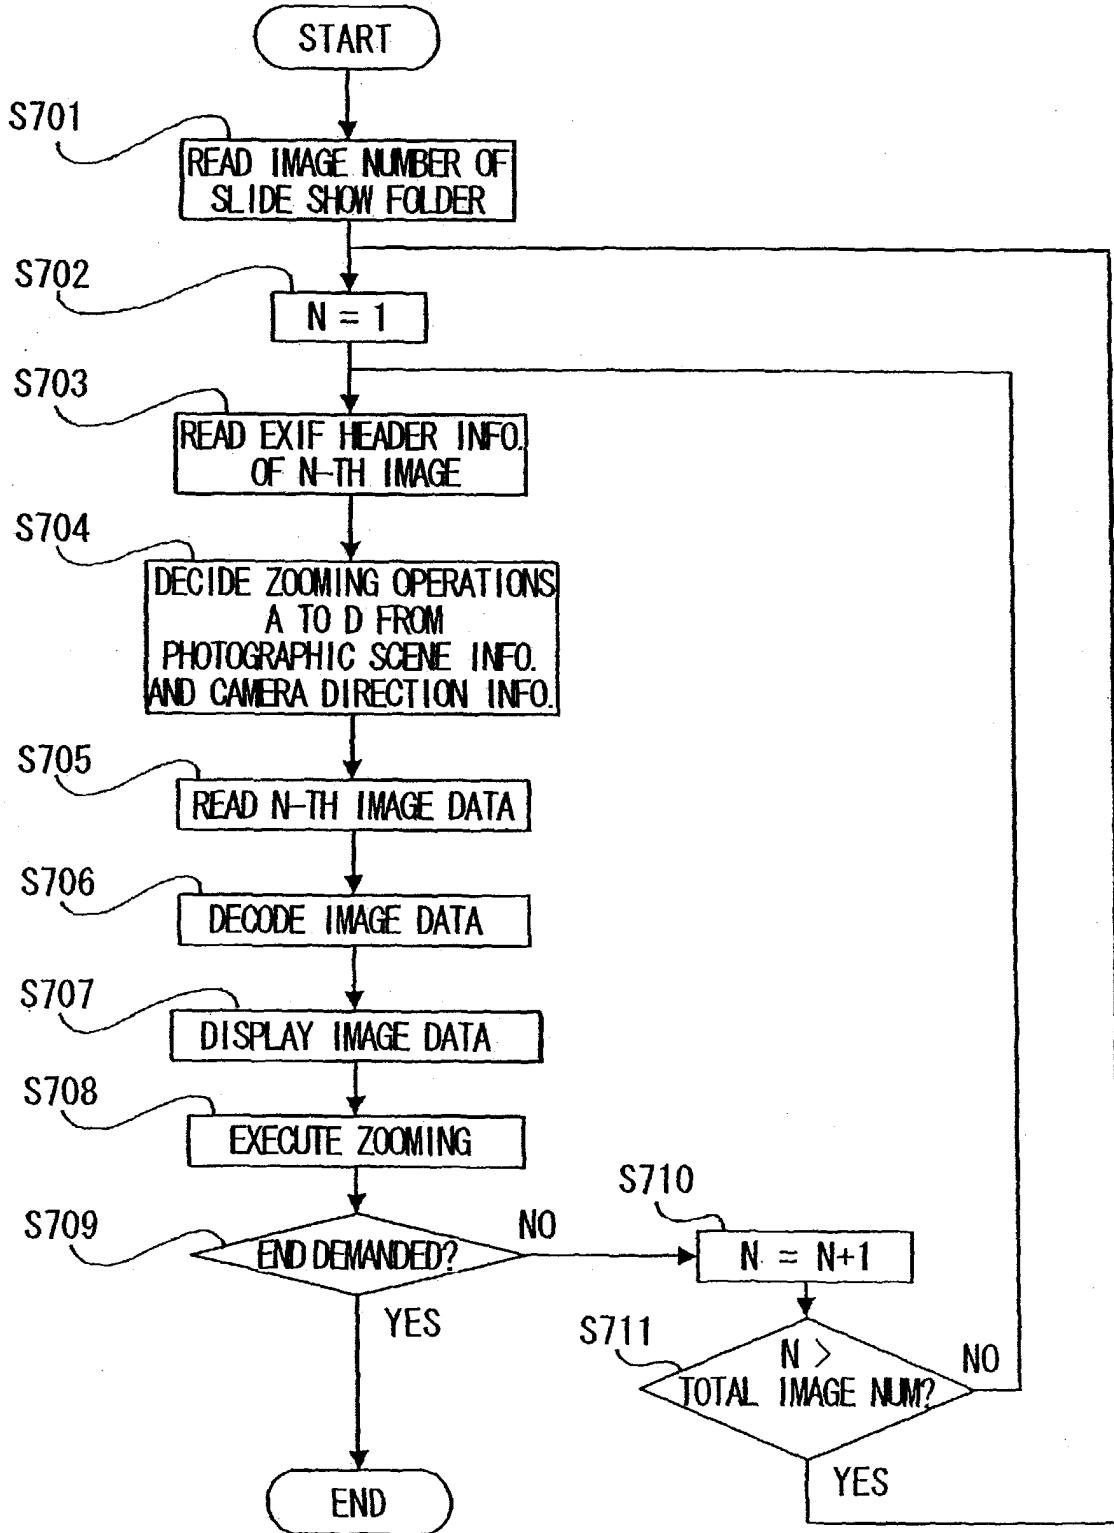 START
S701
READ IMAGE NUMBER OF
SLIDE SHOW FOLDER
S702
N = 1
S703
READ EXIF HEADER INFO.
OF N-TH IMAGE
S704
DECIDE ZOOMING OPERATIONS
A TO D FROM
PHOTOGRAPHIC SCENE INFO.
AND CAMERA DIRECTION INFO.
S705
READ N-TH IMAGE DATA
S706
DECODE IMAGE DATA
S707
DISPLAY IMAGE DATA
S708
EXECUTE ZOOMING
S709
END DEMANDED?
NO
YES
S710
N = N+1
S711
N >
TOTAL IMAGE NUM?
NO
YES
END